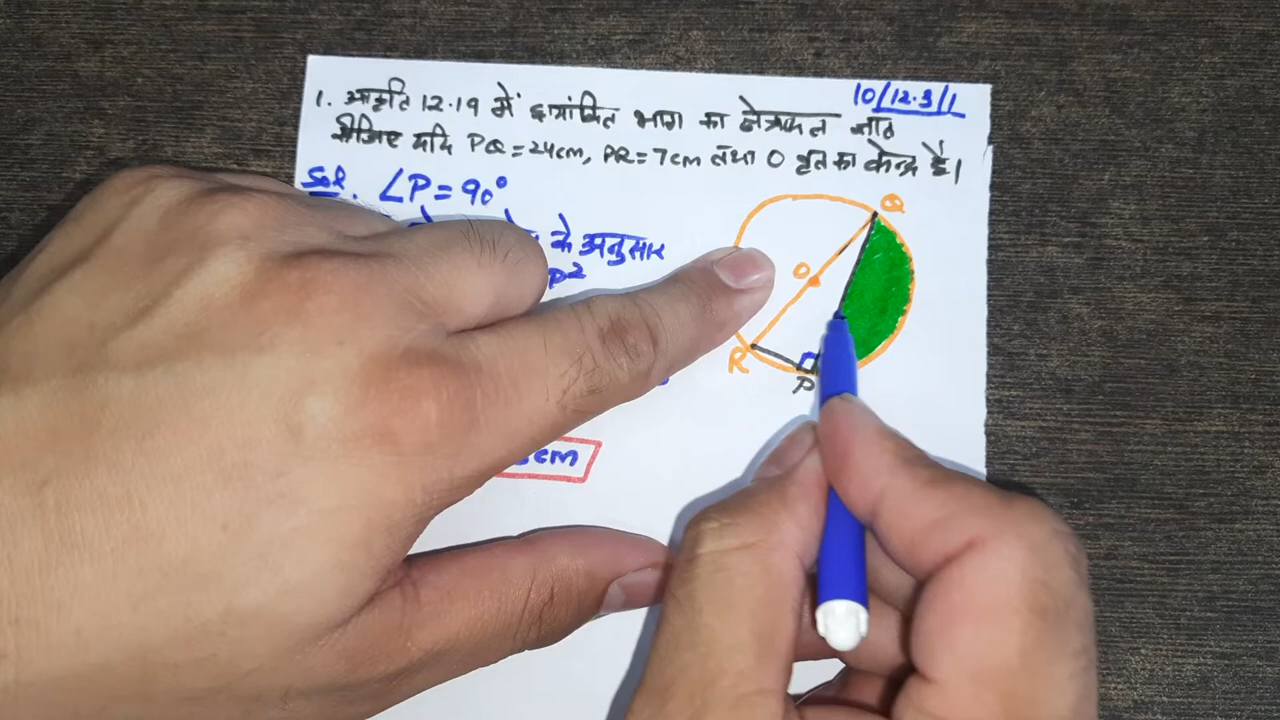 10/12.3/1
1. आकृति 12.19 में छायांकित भाग का क्षेत्रफल ज्ञात
कीजिए यदि PQ=24cm, PR=7cm तथा O वृत का केन्द्र है।
Sol. ∠P=90°
के अनुसार
P²
Q
O
R
P
cm